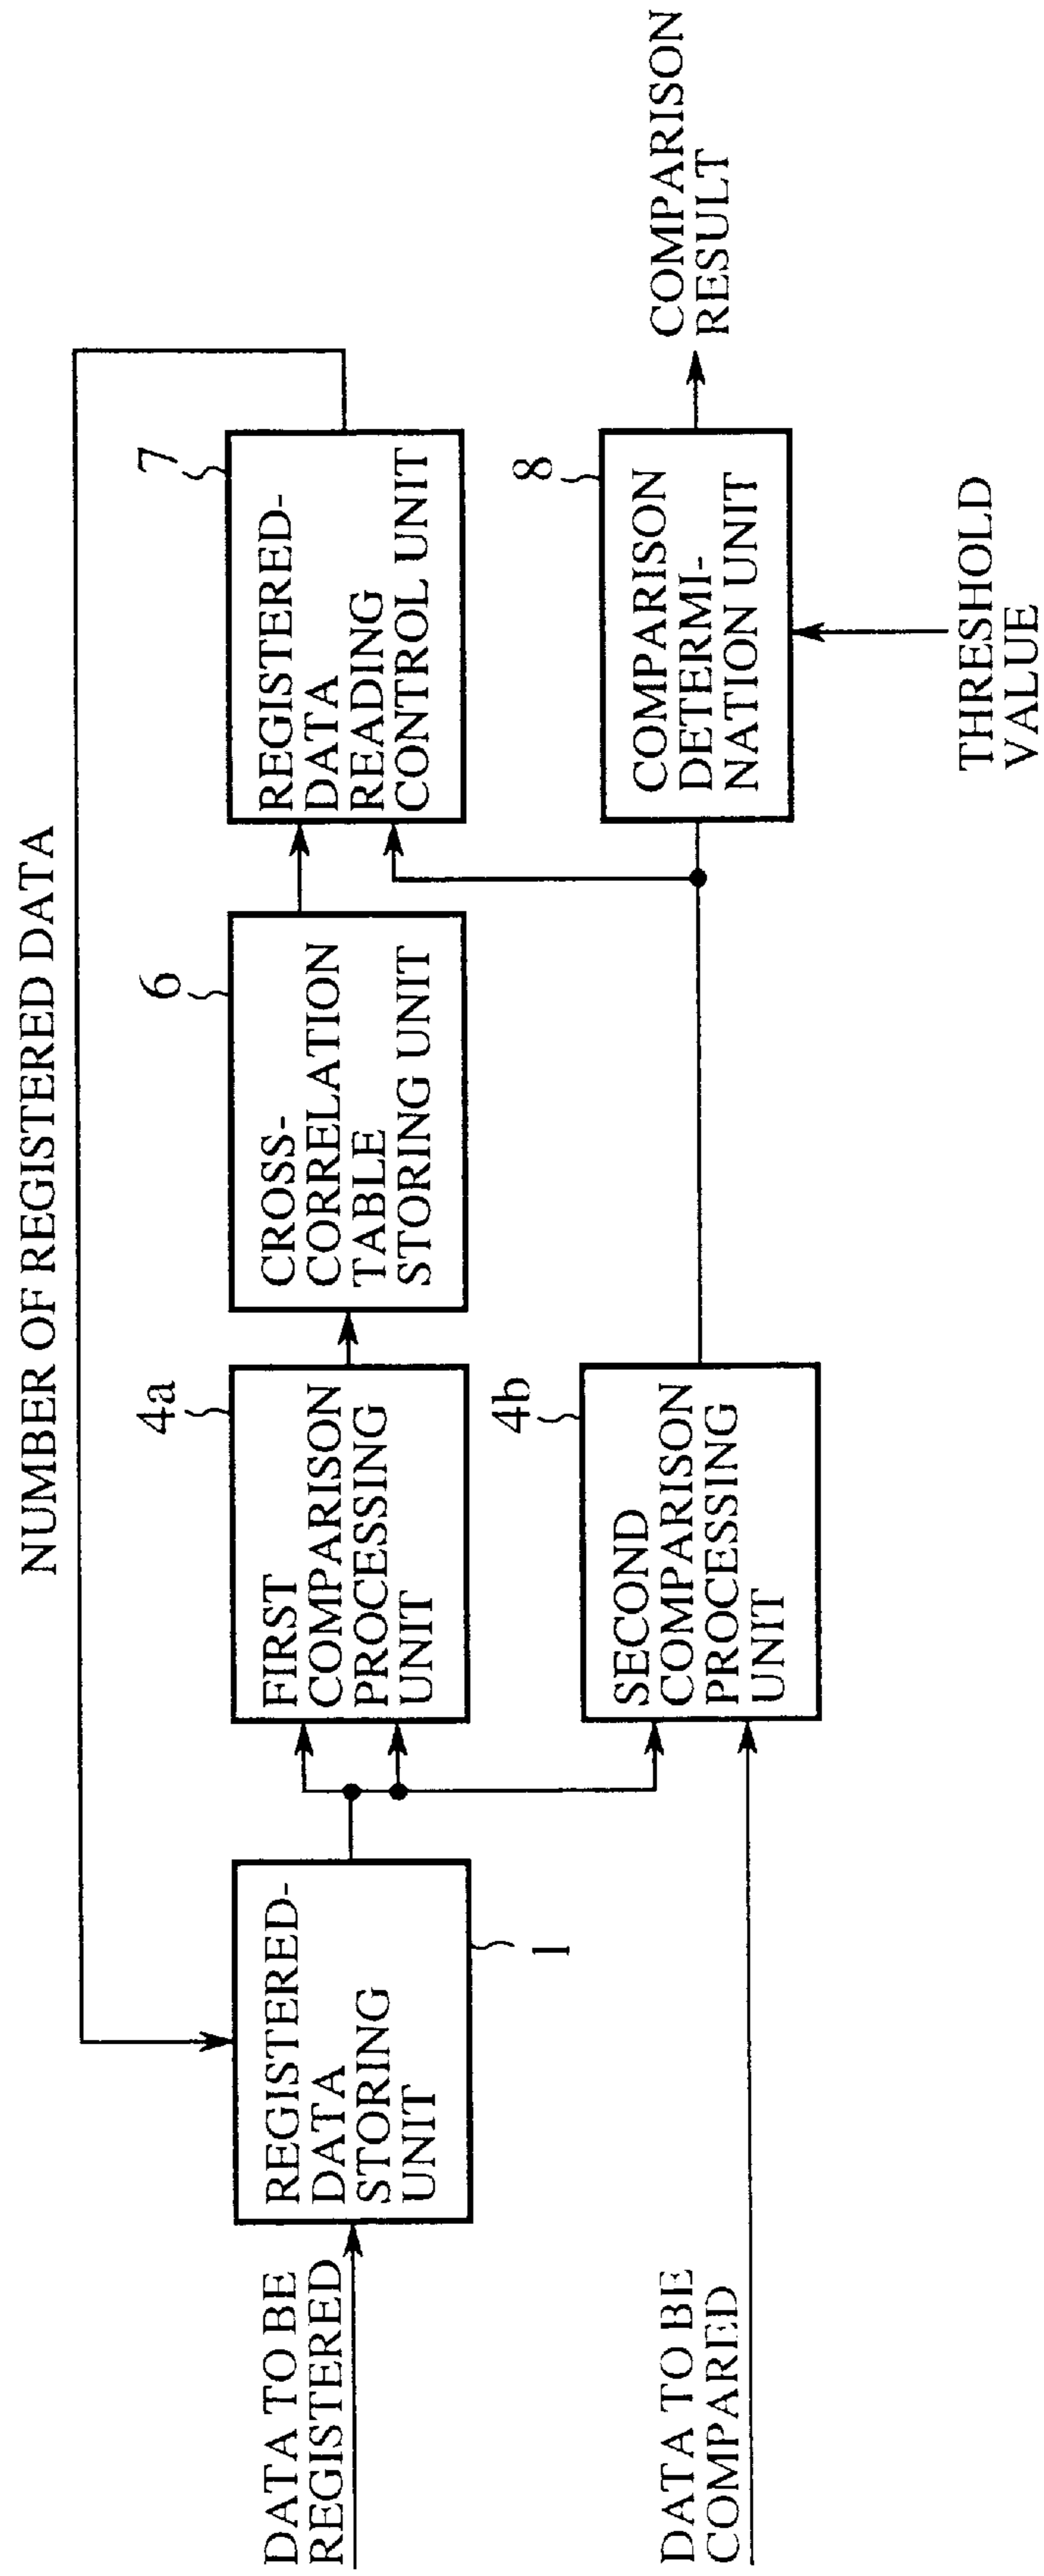 NUMBER OF REGISTERED DATA
DATA TO BE
REGISTERED
REGISTERED-
DATA
STORING
UNIT
1
4a
FIRST
COMPARISON
PROCESSING
UNIT
6
CROSS-
CORRELATION
TABLE
STORING UNIT
7
REGISTERED-
DATA
READING
CONTROL UNIT
DATA TO BE
COMPARED
4b
SECOND
COMPARISON
PROCESSING
UNIT
8
COMPARISON
DETERMI-
NATION UNIT
COMPARISON
RESULT
THRESHOLD
VALUE